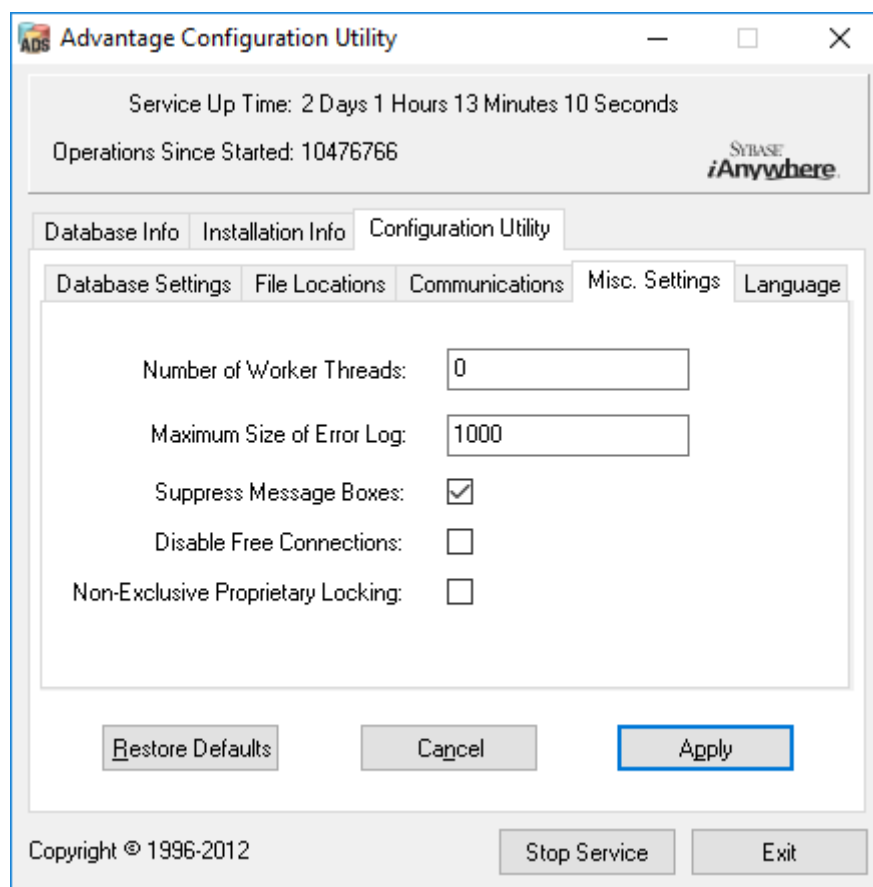 ADS Advantage Configuration Utility
Service Up Time: 2 Days 1 Hours 13 Minutes 10 Seconds
Operations Since Started: 10476766
SYBASE
iAnywhere.
Database Info Installation Info Configuration Utility
Database Settings File Locations Communications Misc. Settings Language
Number of Worker Threads: 0
Maximum Size of Error Log: 1000
Suppress Message Boxes:
Disable Free Connections:
Non-Exclusive Proprietary Locking:
Restore Defaults Cancel Apply
Copyright © 1996-2012 Stop Service Exit